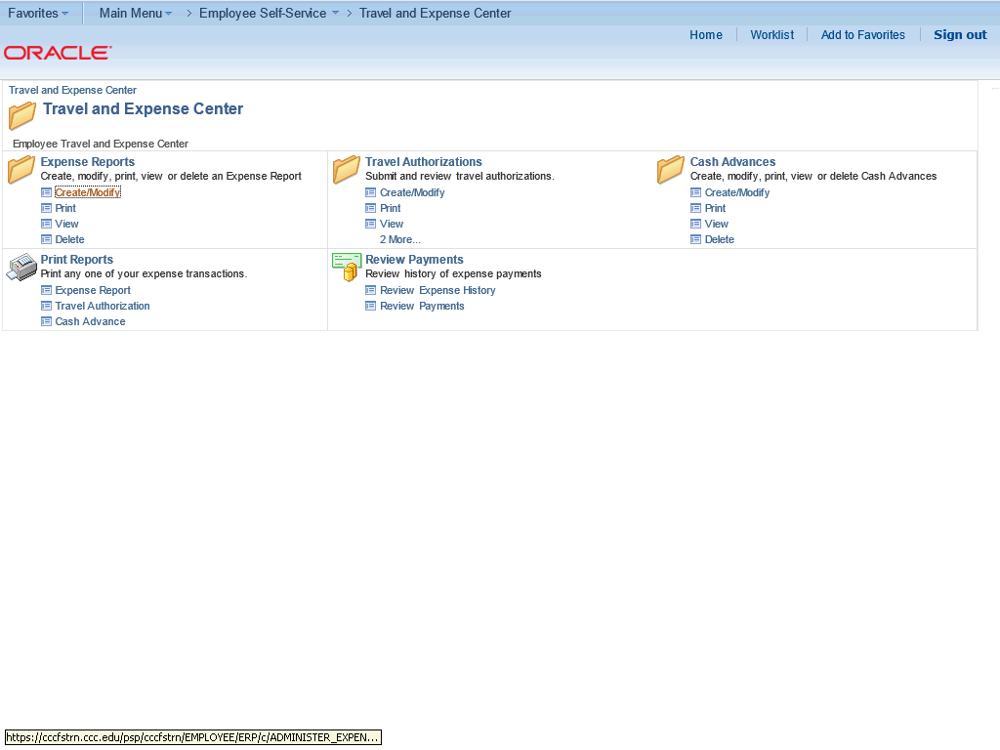 Favorites Main Menu > Employee Self-Service > Travel and Expense Center
Home Worklist Add to Favorites Sign out
ORACLE
Travel and Expense Center
Travel and Expense Center
Employee Travel and Expense Center
Expense Reports
Create, modify, print, view or delete an Expense Report
Create/Modify
Print
View
Delete
Travel Authorizations
Submit and review travel authorizations.
Create/Modify
Print
View
2 More...
Cash Advances
Create, modify, print, view or delete Cash Advances
Create/Modify
Print
View
Delete
Print Reports
Print any one of your expense transactions.
Expense Report
Travel Authorization
Cash Advance
Review Payments
Review history of expense payments
Review Expense History
Review Payments
https://cccfstrn.ccc.edu/psp/cccfstrn/EMPLOYEE/ERP/c/ADMINISTER_EXPEN...